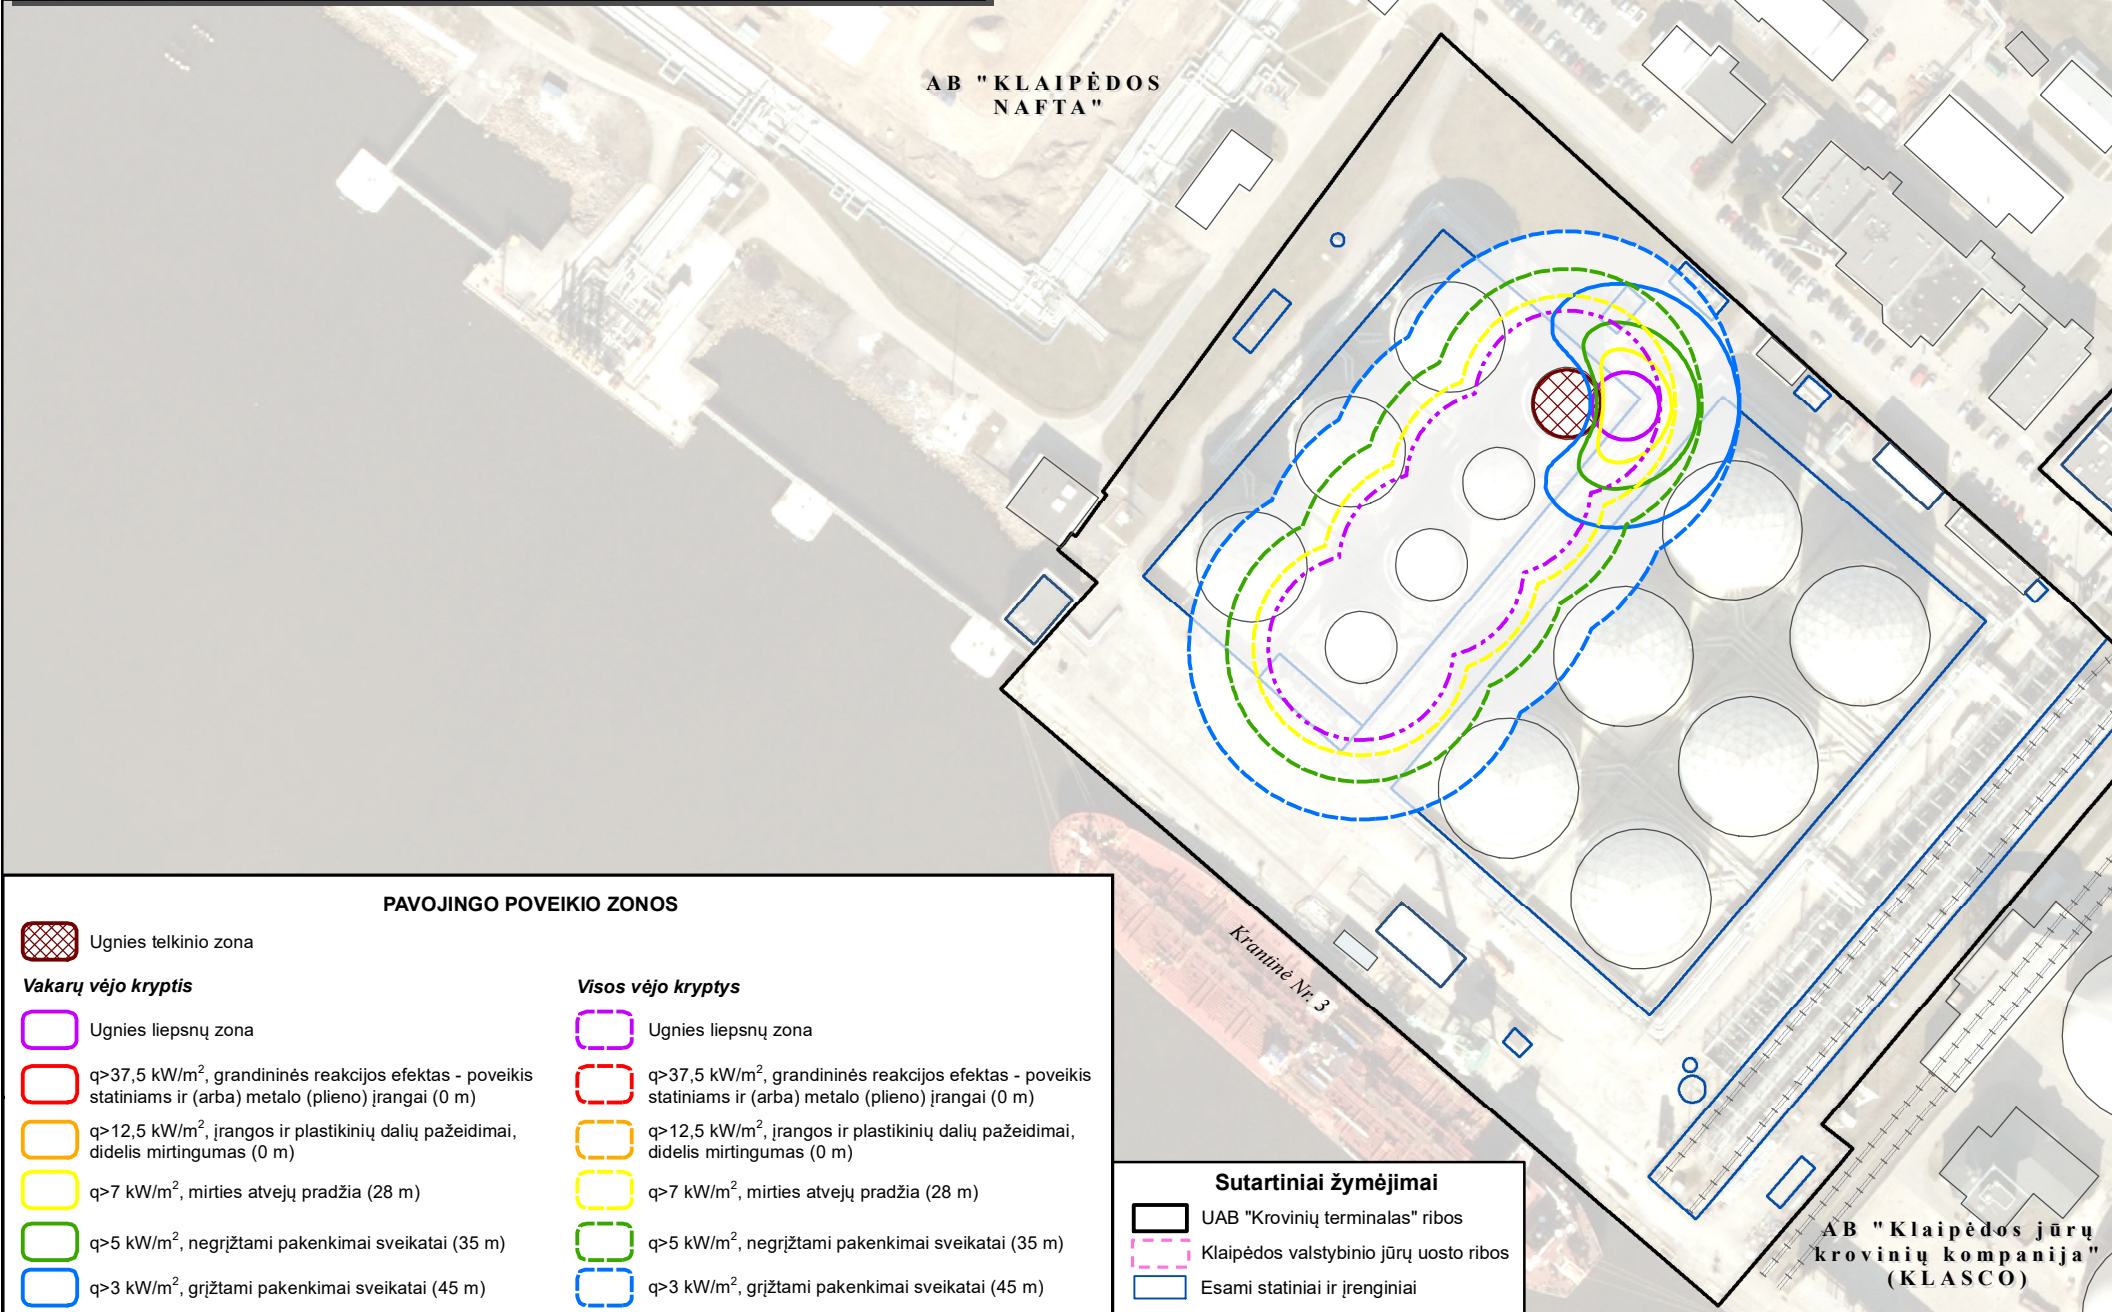 AB "KLAIPĖDOS
NAFTA"
Krantinė Nr. 3
PAVOJINGO POVEIKIO ZONOS
Ugnies telkinio zona
Vakarų vėjo kryptis
Ugnies liepsnų zona
q>37,5 kW/m², grandininės reakcijos efektas - poveikis
statiniams ir (arba) metalo (plieno) įrangai (0 m)
q>12,5 kW/m², įrangos ir plastikinių dalių pažeidimai,
didelis mirtingumas (0 m)
q>7 kW/m², mirties atvejų pradžia (28 m)
q>5 kW/m², negrįžtami pakenkimai sveikatai (35 m)
q>3 kW/m², grįžtami pakenkimai sveikatai (45 m)
Visos vėjo kryptys
Ugnies liepsnų zona
q>37,5 kW/m², grandininės reakcijos efektas - poveikis
statiniams ir (arba) metalo (plieno) įrangai (0 m)
q>12,5 kW/m², įrangos ir plastikinių dalių pažeidimai,
didelis mirtingumas (0 m)
q>7 kW/m², mirties atvejų pradžia (28 m)
q>5 kW/m², negrįžtami pakenkimai sveikatai (35 m)
q>3 kW/m², grįžtami pakenkimai sveikatai (45 m)
Sutartiniai žymėjimai
UAB "Krovinių terminalas" ribos
Klaipėdos valstybinio jūrų uosto ribos
Esami statiniai ir įrenginiai
AB "Klaipėdos jūrų
krovinių kompanija"
(KLASCO)